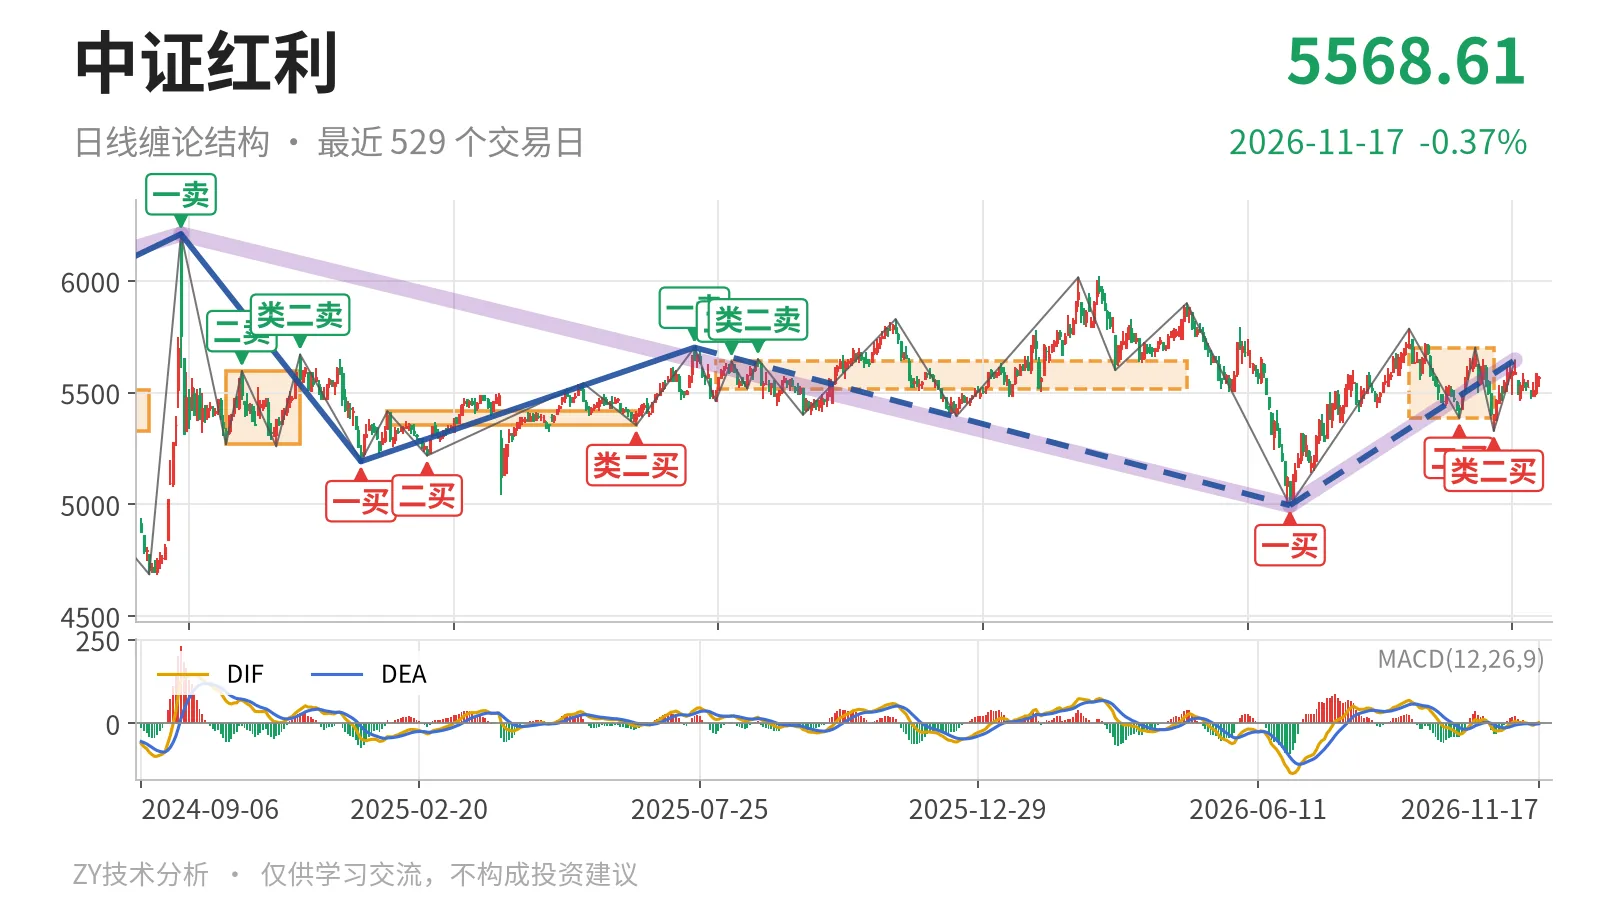 中证红利
5568.61
日线缠论结构 • 最近 529 个交易日
2026-11-17 -0.37%
一卖
类二卖
二卖
一
类二卖
6000
5500
5000
4500
类二买
一买
二买
一买
类二买
250
0
DIF
DEA
MACD(12,26,9)
2024-09-06
2025-02-20
2025-07-25
2025-12-29
2026-06-11
2026-11-17
ZY技术分析 • 仅供学习交流，不构成投资建议